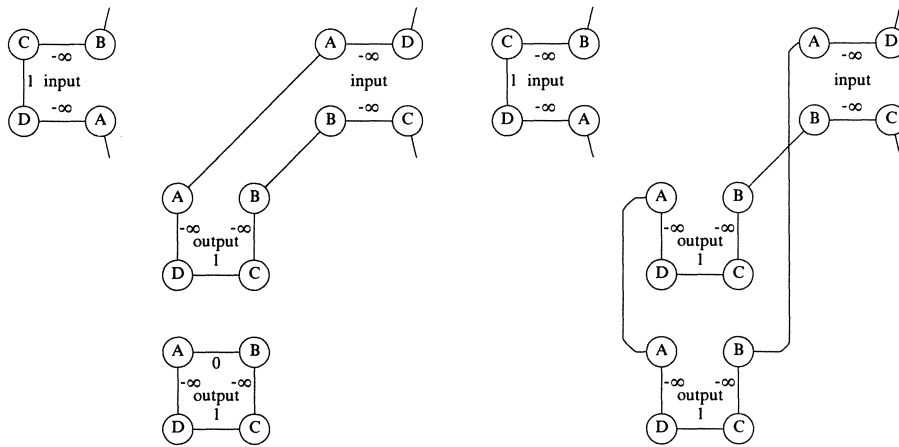 C B A D C B A D
-∞ -∞ -∞ -∞
1 input input 1 input input
-∞ -∞ -∞ -∞
D A B C D A B C
A B A B
-∞ -∞ -∞ -∞
output output
1 1
D C D C
A B A B
0
-∞ -∞ -∞ -∞
output output
1 1
D C D C